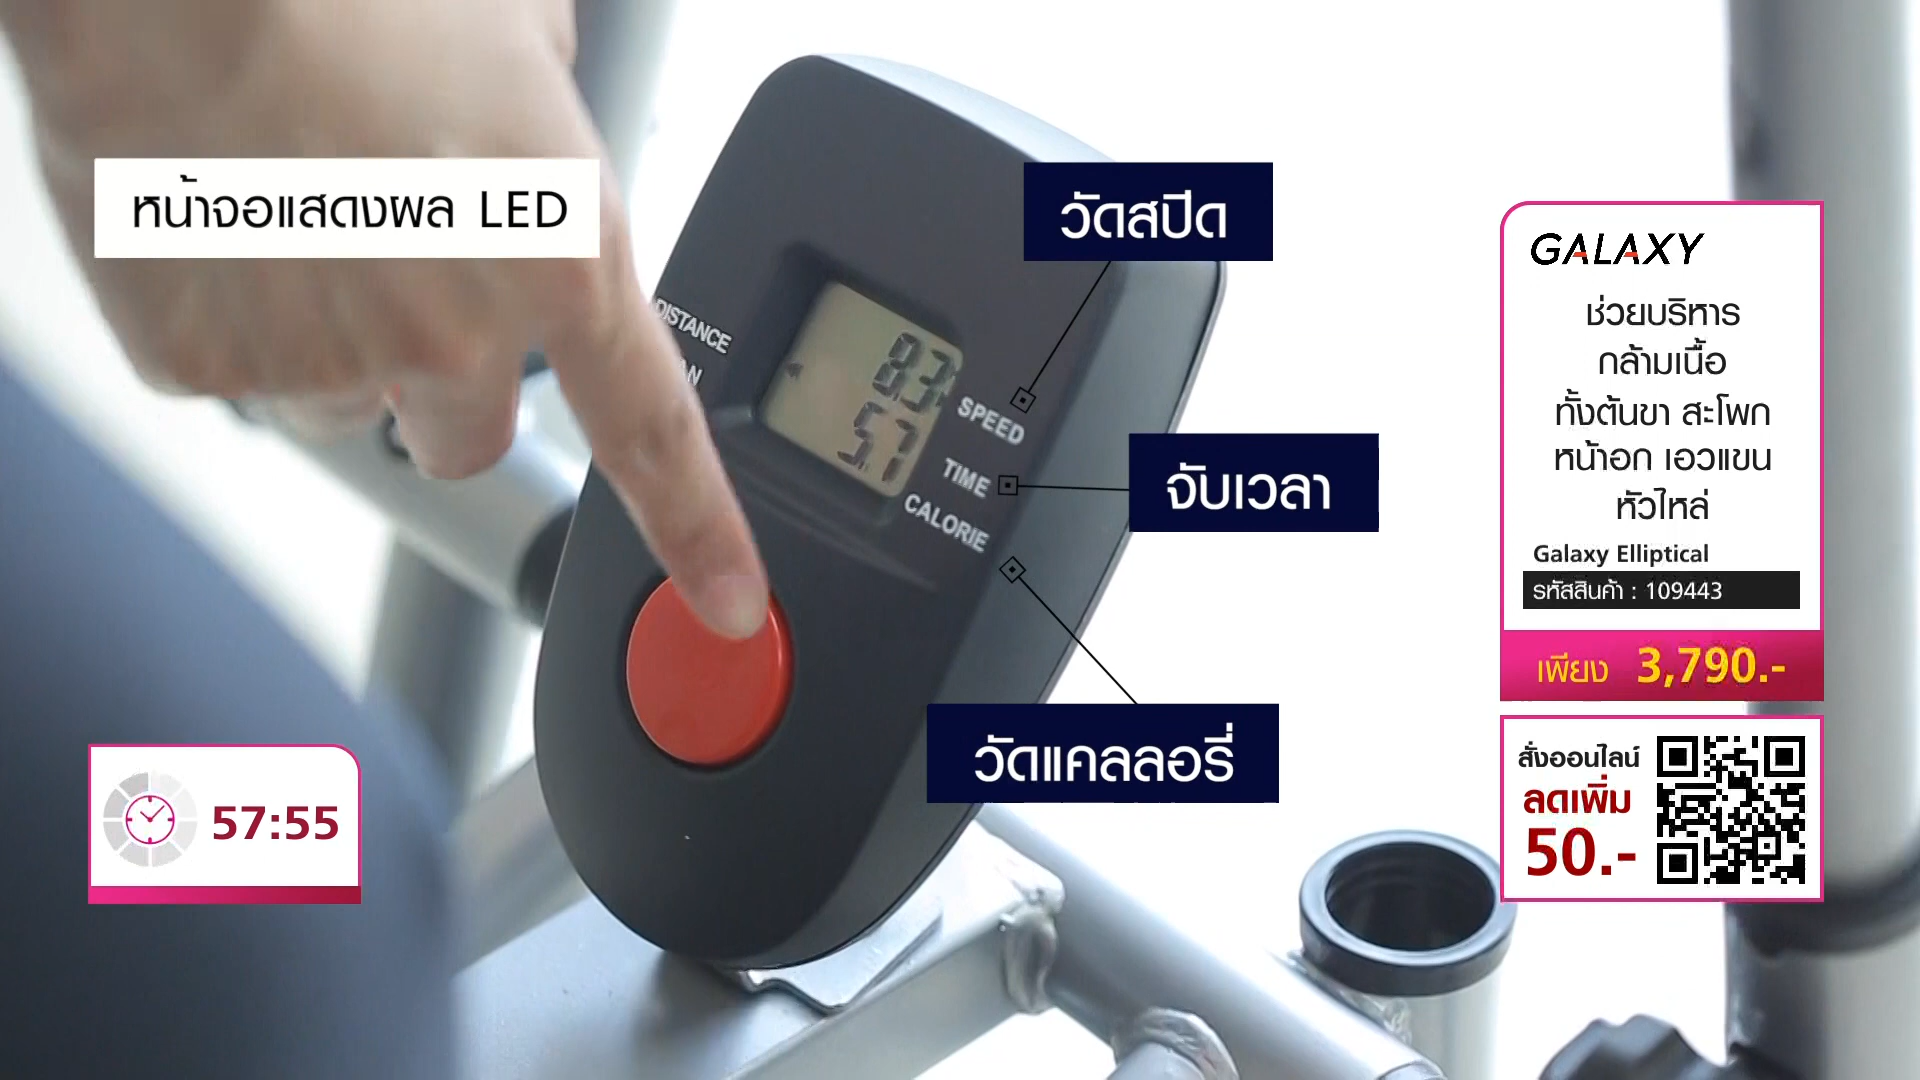 หน้าจอแสดงผล LED
วัดสปีด
DISTANCE
SPEED
TIME
CALORIE
8.3
5.7
จับเวลา
วัดแคลลอรี่
57:55
GALAXY
ช่วยบริหาร
กล้ามเนื้อ
ทั้งต้นขา สะโพก
หน้าอก เอวแขน
หัวไหล่
Galaxy Elliptical
รหัสสินค้า : 109443
เพียง 3,790.-
สั่งออนไลน์
ลดเพิ่ม
50.-